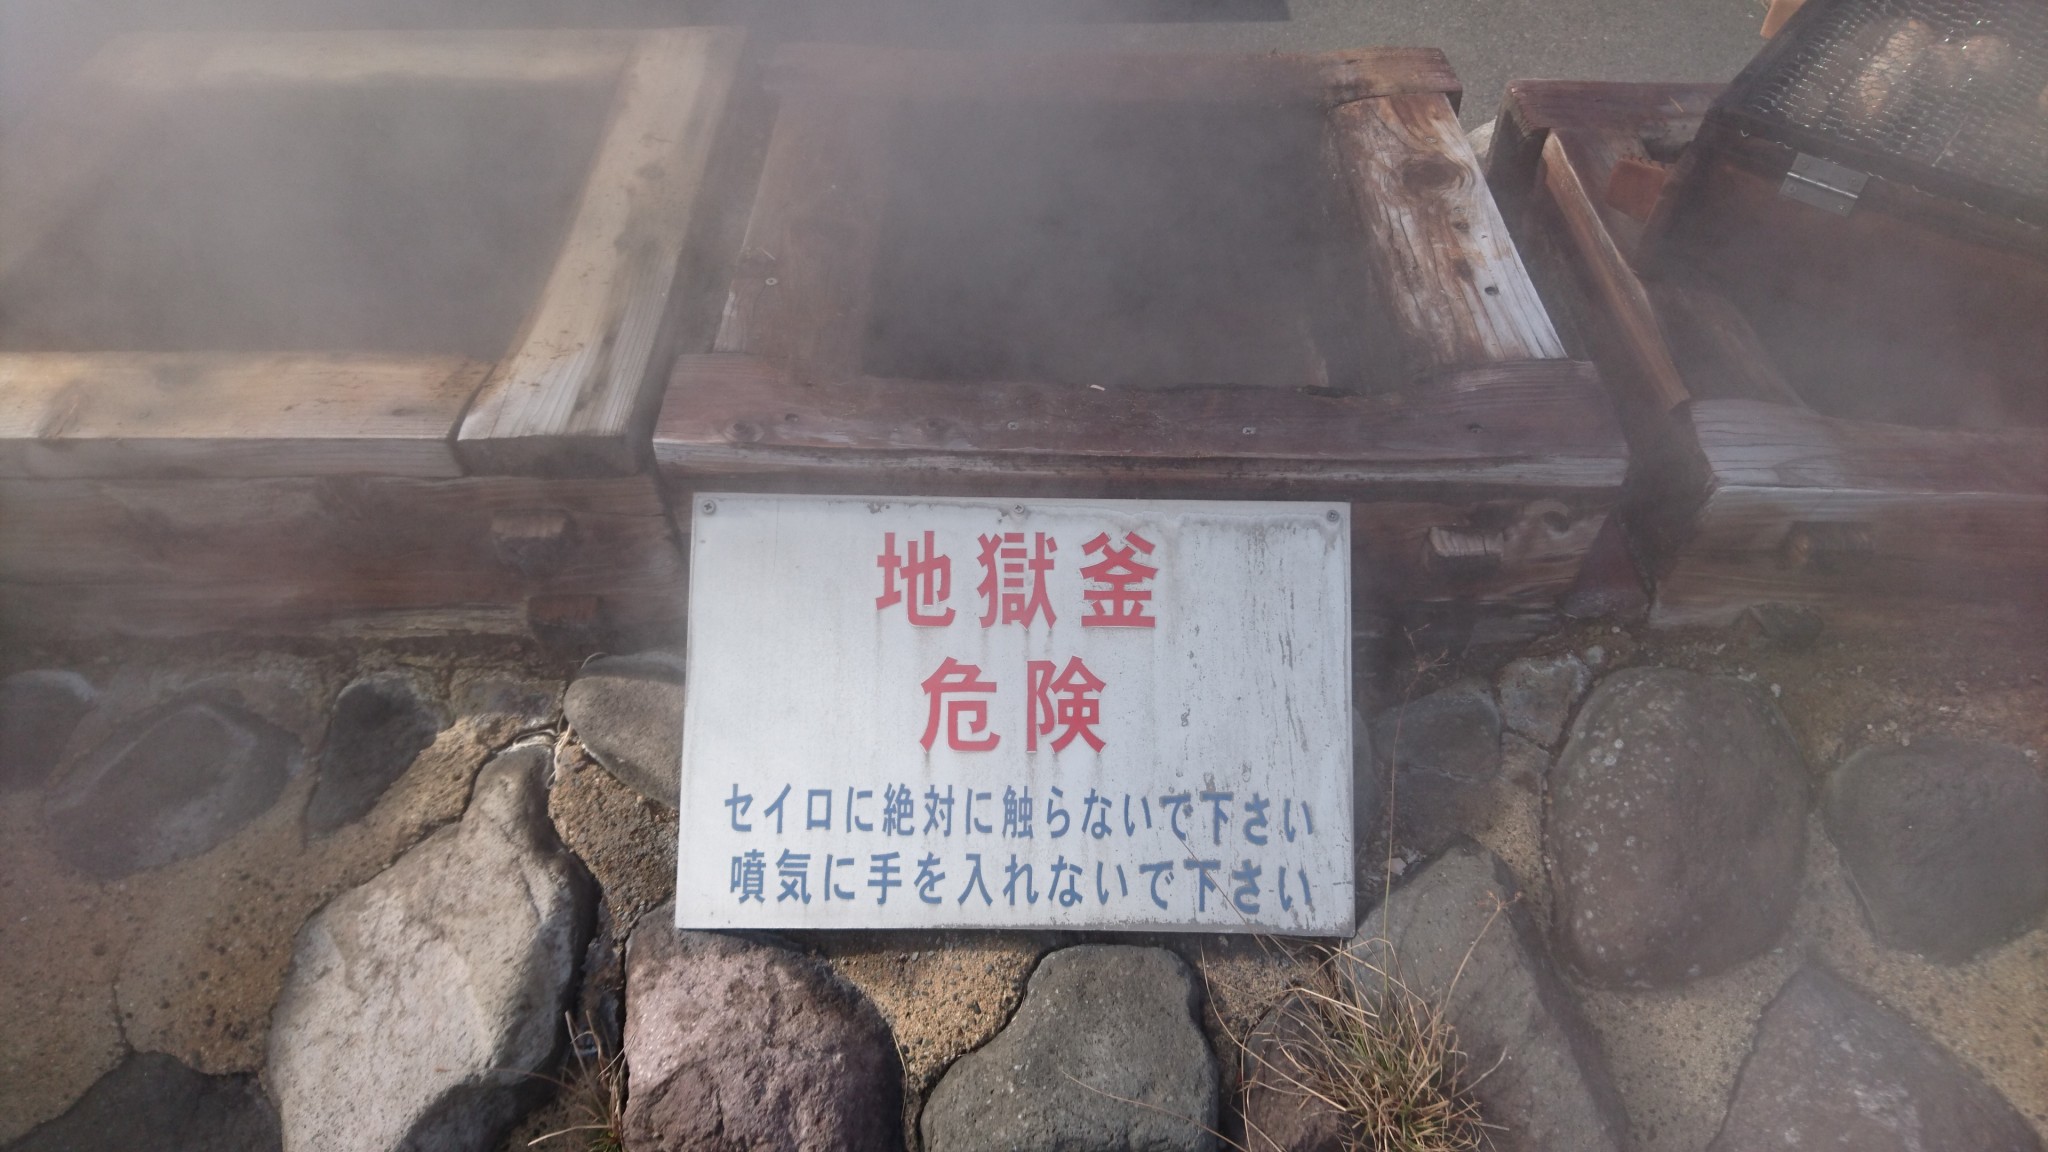 地獄釜
危険
セイロに絶対に触らないで下さい
噴気に手を入れないで下さい